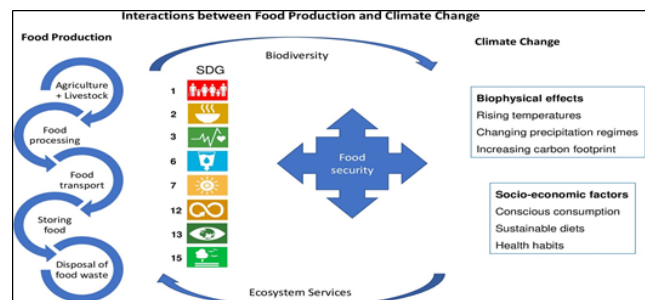 Interactions between Food Production and Climate Change
Food Production
Climate Change
Biodiversity
Agriculture
+ Livestock
Food
processing
Food
transport
Storing
food
Disposal of
food waste
SDG
1
2
3
6
7
12
13
15
Food
security
Biophysical effects
Rising temperatures
Changing precipitation regimes
Increasing carbon footprint
Socio-economic factors
Conscious consumption
Sustainable diets
Health habits
Ecosystem Services